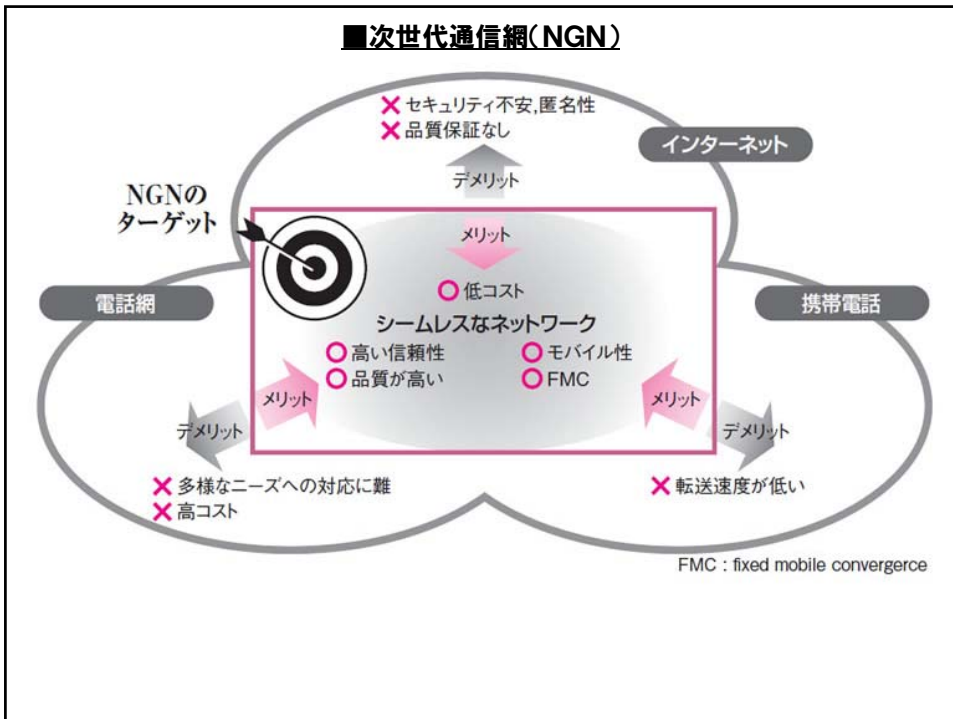 ■次世代通信網(NGN)
✕ セキュリティ不安,匿名性
✕ 品質保証なし
インターネット
デメリット
NGNの
ターゲット
メリット
○ 低コスト
電話網
携帯電話
シームレスなネットワーク
○ 高い信頼性
○ 品質が高い
○ モバイル性
○ FMC
メリット
デメリット
メリット
デメリット
✕ 多様なニーズへの対応に難
✕ 高コスト
✕ 転送速度が低い
FMC : fixed mobile convergerce